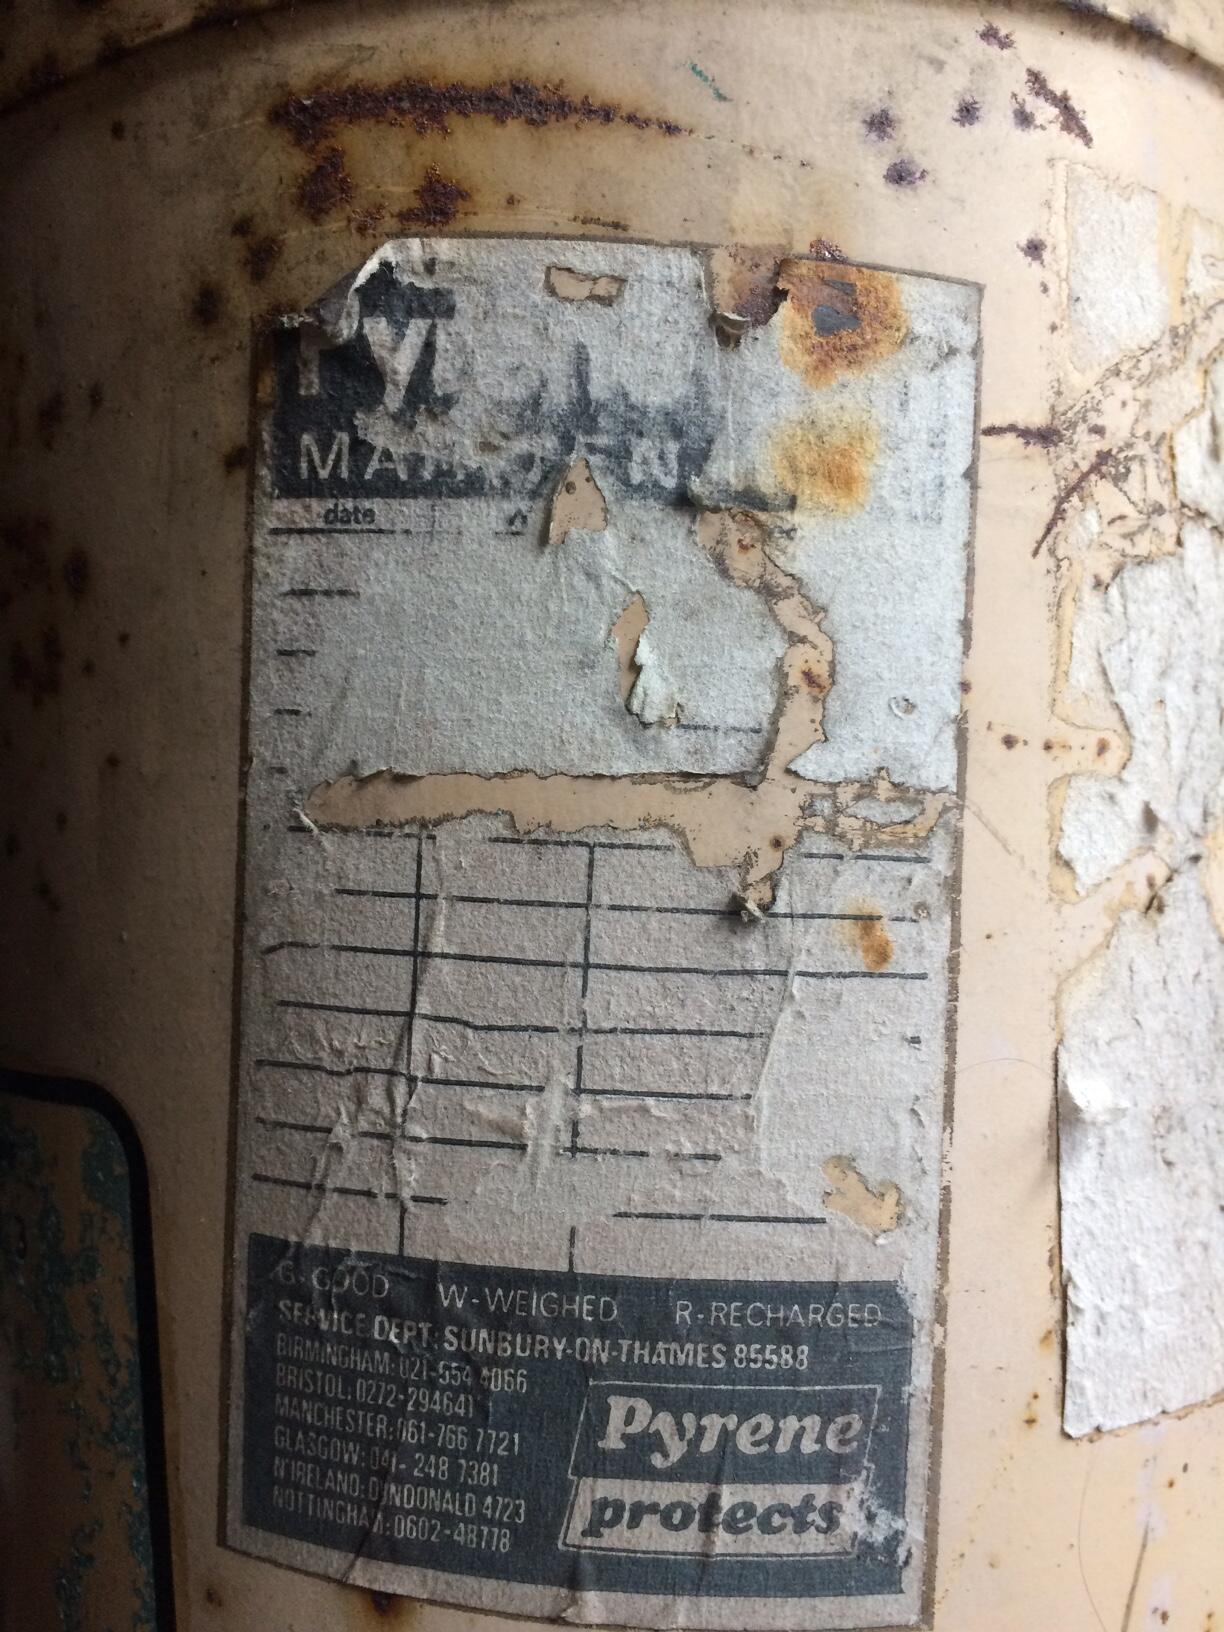 date
G-GOOD W-WEIGHED R-RECHARGED
SERVICE DEPT: SUNBURY-ON-THAMES 85588
BIRMINGHAM: 021-554 4066
BRISTOL: 0272-294641
MANCHESTER: 061-766 7721
GLASGOW: 041-248 7381
N'IRELAND: DUNDONALD 4723
NOTTINGHAM: 0602-48778
Pyrene
protects